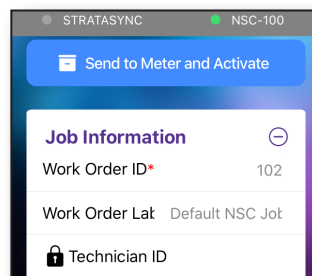 STRATASYNC NSC-100
Send to Meter and Activate
Job Information
Work Order ID* 102
Work Order Lab Default NSC Job
Technician ID